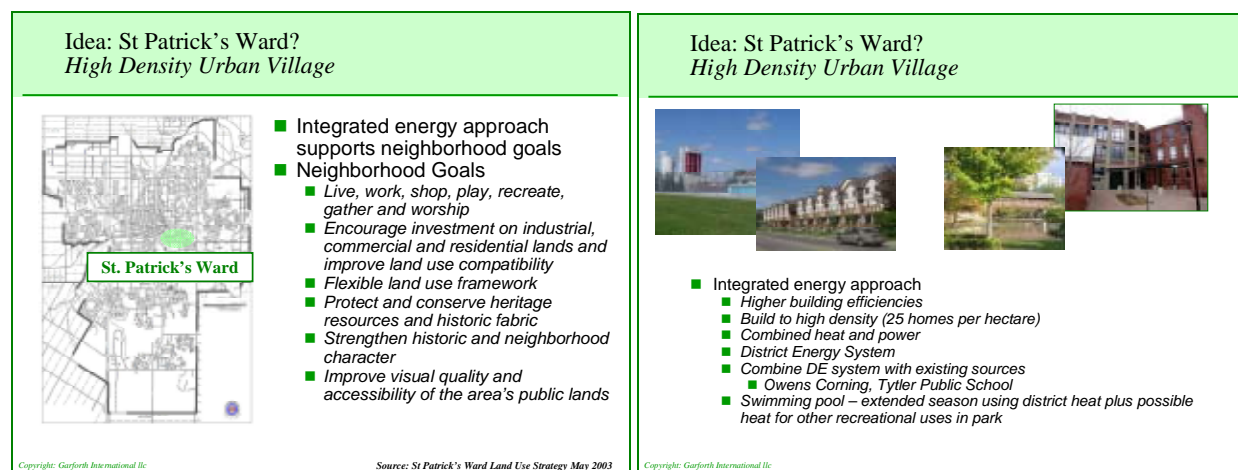 Idea: St Patrick's Ward?
High Density Urban Village
St. Patrick's Ward
Integrated energy approach
supports neighborhood goals
Neighborhood Goals
Live, work, shop, play, recreate,
gather and worship
Encourage investment on industrial,
commercial and residential lands and
improve land use compatibility
Flexible land use framework
Protect and conserve heritage
resources and historic fabric
Strengthen historic and neighborhood
character
Improve visual quality and
accessibility of the area's public lands
Copyright: Garforth International llc
Source: St Patrick's Ward Land Use Strategy May 2003
Idea: St Patrick's Ward?
High Density Urban Village
Integrated energy approach
Higher building efficiencies
Build to high density (25 homes per hectare)
Combined heat and power
District Energy System
Combine DE system with existing sources
Owens Corning, Tytler Public School
Swimming pool – extended season using district heat plus possible
heat for other recreational uses in park
Copyright: Garforth International llc